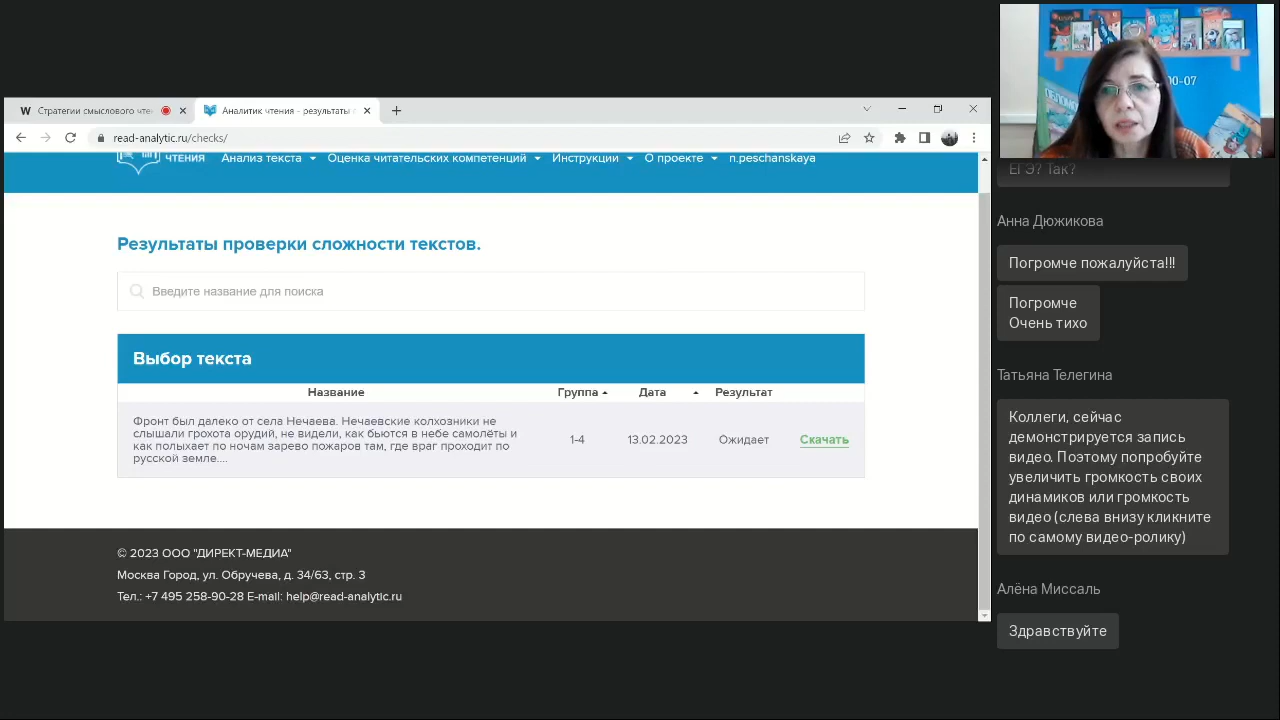 Стратегии смыслового чте
Аналитик чтения - результаты
read-analytic.ru/checks/
ЧТЕНИЯ
Анализ текста
Оценка читательских компетенций
Инструкции
О проекте
n.peschanskaya
Результаты проверки сложности текстов.
Введите название для поиска
Выбор текста
Название Группа Дата Результат
Фронт был далеко от села Нечаева. Нечаевские колхозники не
слышали грохота орудий, не видели, как бьются в небе самолёты и
как полыхает по ночам зарево пожаров там, где враг проходит по
русской земле....
1-4 13.02.2023 Ожидает Скачать
© 2023 ООО "ДИРЕКТ-МЕДИА"
Москва Город, ул. Обручева, д. 34/63, стр. 3
Тел.: +7 495 258-90-28 E-mail: help@read-analytic.ru
00-07
ЕГЭ? Так?
Анна Дюжикова
Погромче пожалуйста!!!
Погромче
Очень тихо
Татьяна Телегина
Коллеги, сейчас
демонстрируется запись
видео. Поэтому попробуйте
увеличить громкость своих
динамиков или громкость
видео (слева внизу кликните
по самому видео-ролику)
Алёна Миссаль
Здравствуйте